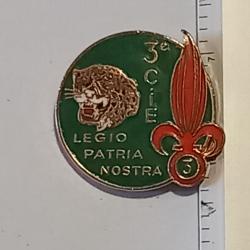 3e
CIE
LEGIO
PATRIA
NOSTRA
3